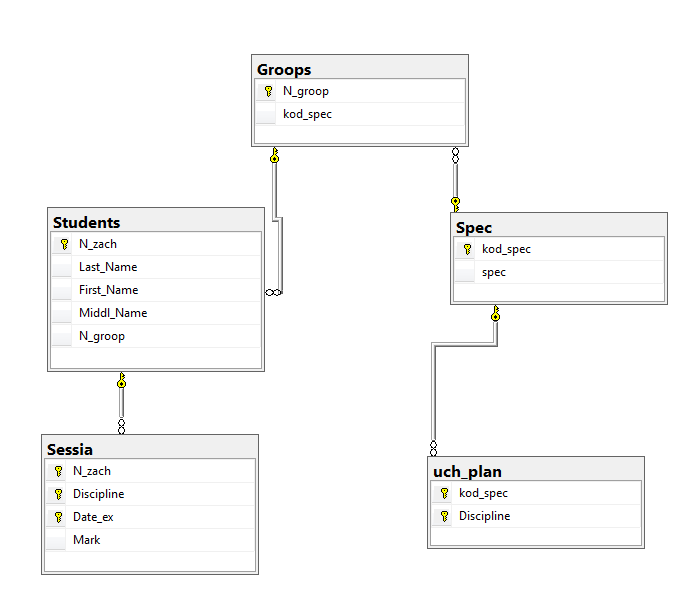 Groops
N_groop
kod_spec
Students
N_zach
Last_Name
First_Name
Middl_Name
N_groop
Spec
kod_spec
spec
Sessia
N_zach
Discipline
Date_ex
Mark
uch_plan
kod_spec
Discipline